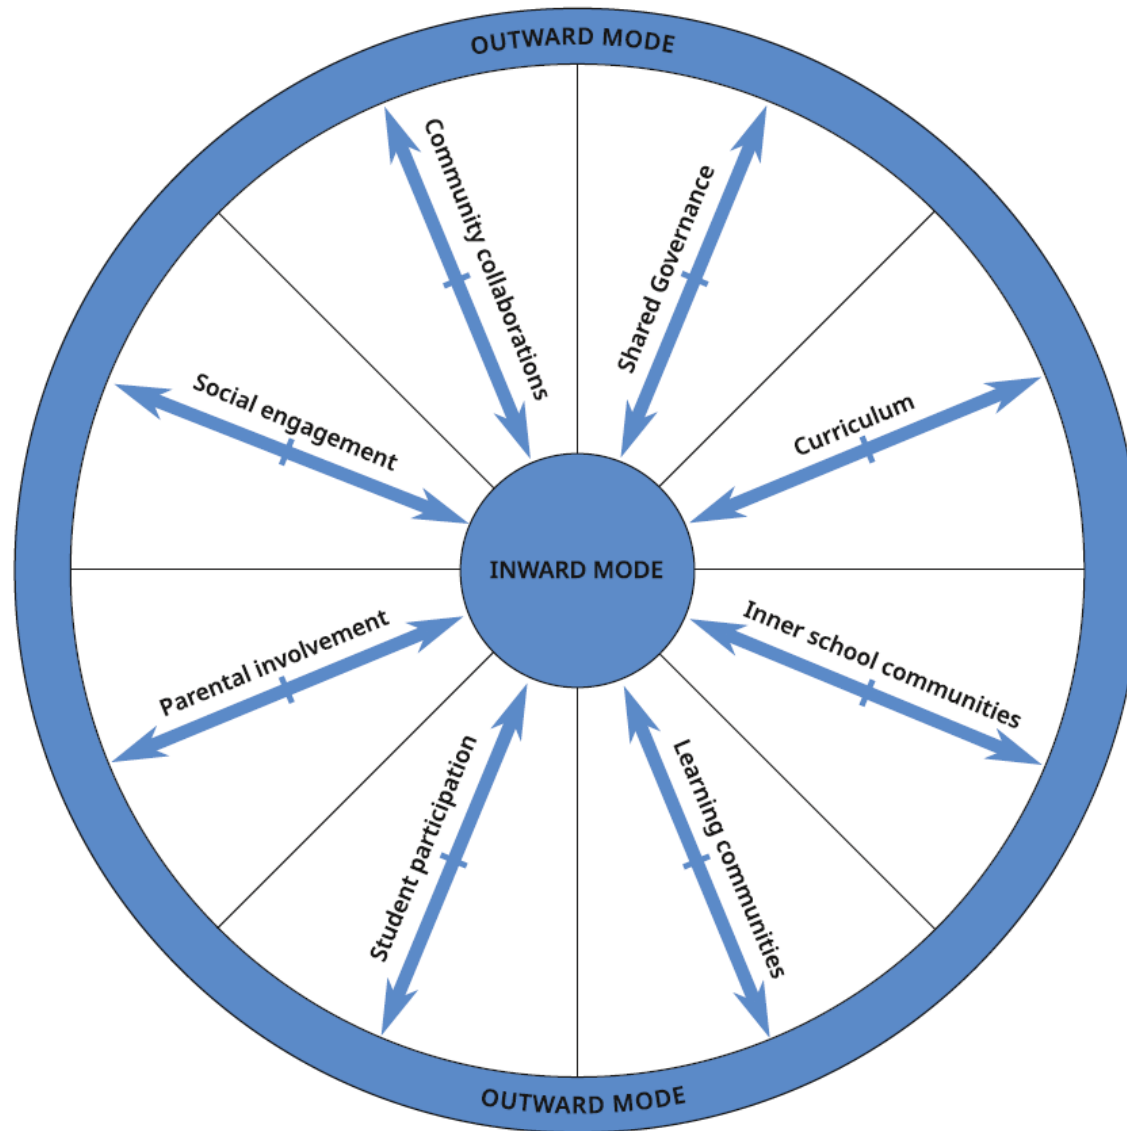 OUTWARD MODE
Community collaborations
Shared Governance
Social engagement
Curriculum
INWARD MODE
Parental involvement
Inner school communities
Student participation
Learning communities
OUTWARD MODE